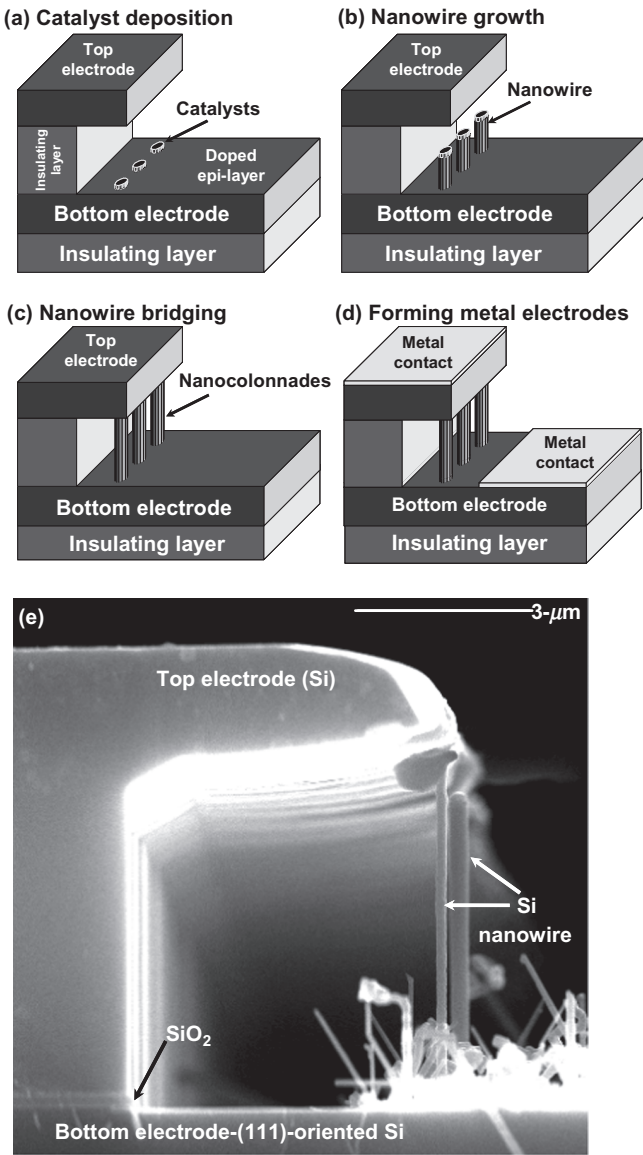 (a) Catalyst deposition
Top
electrode
Catalysts
Insulating
layer
Doped
epi-layer
Bottom electrode
Insulating layer
(b) Nanowire growth
Top
electrode
Nanowire
Bottom electrode
Insulating layer
(c) Nanowire bridging
Top
electrode
Nanocolonnades
Bottom electrode
Insulating layer
(d) Forming metal electrodes
Metal
contact
Metal
contact
Bottom electrode
Insulating layer
(e)
3-μm
Top electrode (Si)
Si
nanowire
SiO₂
Bottom electrode-(111)-oriented Si